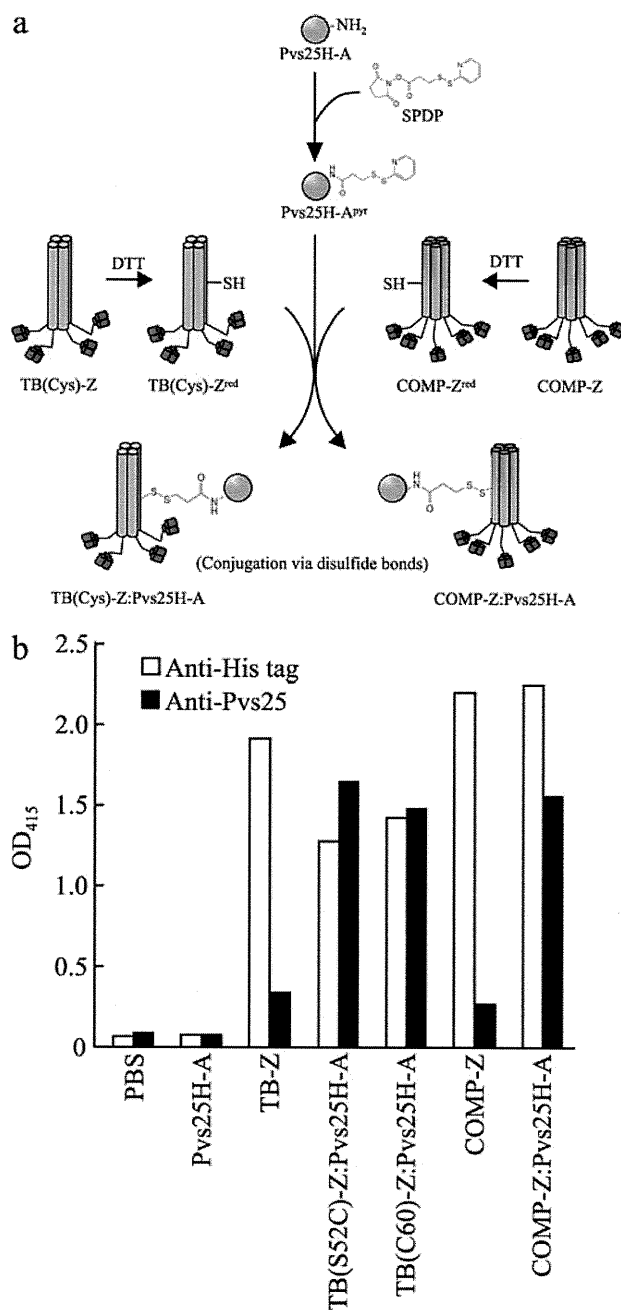 a
NH₂
Pvs25H-A
SPDP
Pvs25H-Aᵖʸʳ
DTT
SH
SH
DTT
TB(Cys)-Z
TB(Cys)-Zʳᵉᵈ
COMP-Zʳᵉᵈ
COMP-Z
(Conjugation via disulfide bonds)
TB(Cys)-Z:Pvs25H-A
COMP-Z:Pvs25H-A
b
Anti-His tag
Anti-Pvs25
OD₄₁₅
2.5
2.0
1.5
1.0
0.5
0
PBS
Pvs25H-A
TB-Z
TB(S52C)-Z:Pvs25H-A
TB(C60)-Z:Pvs25H-A
COMP-Z
COMP-Z:Pvs25H-A